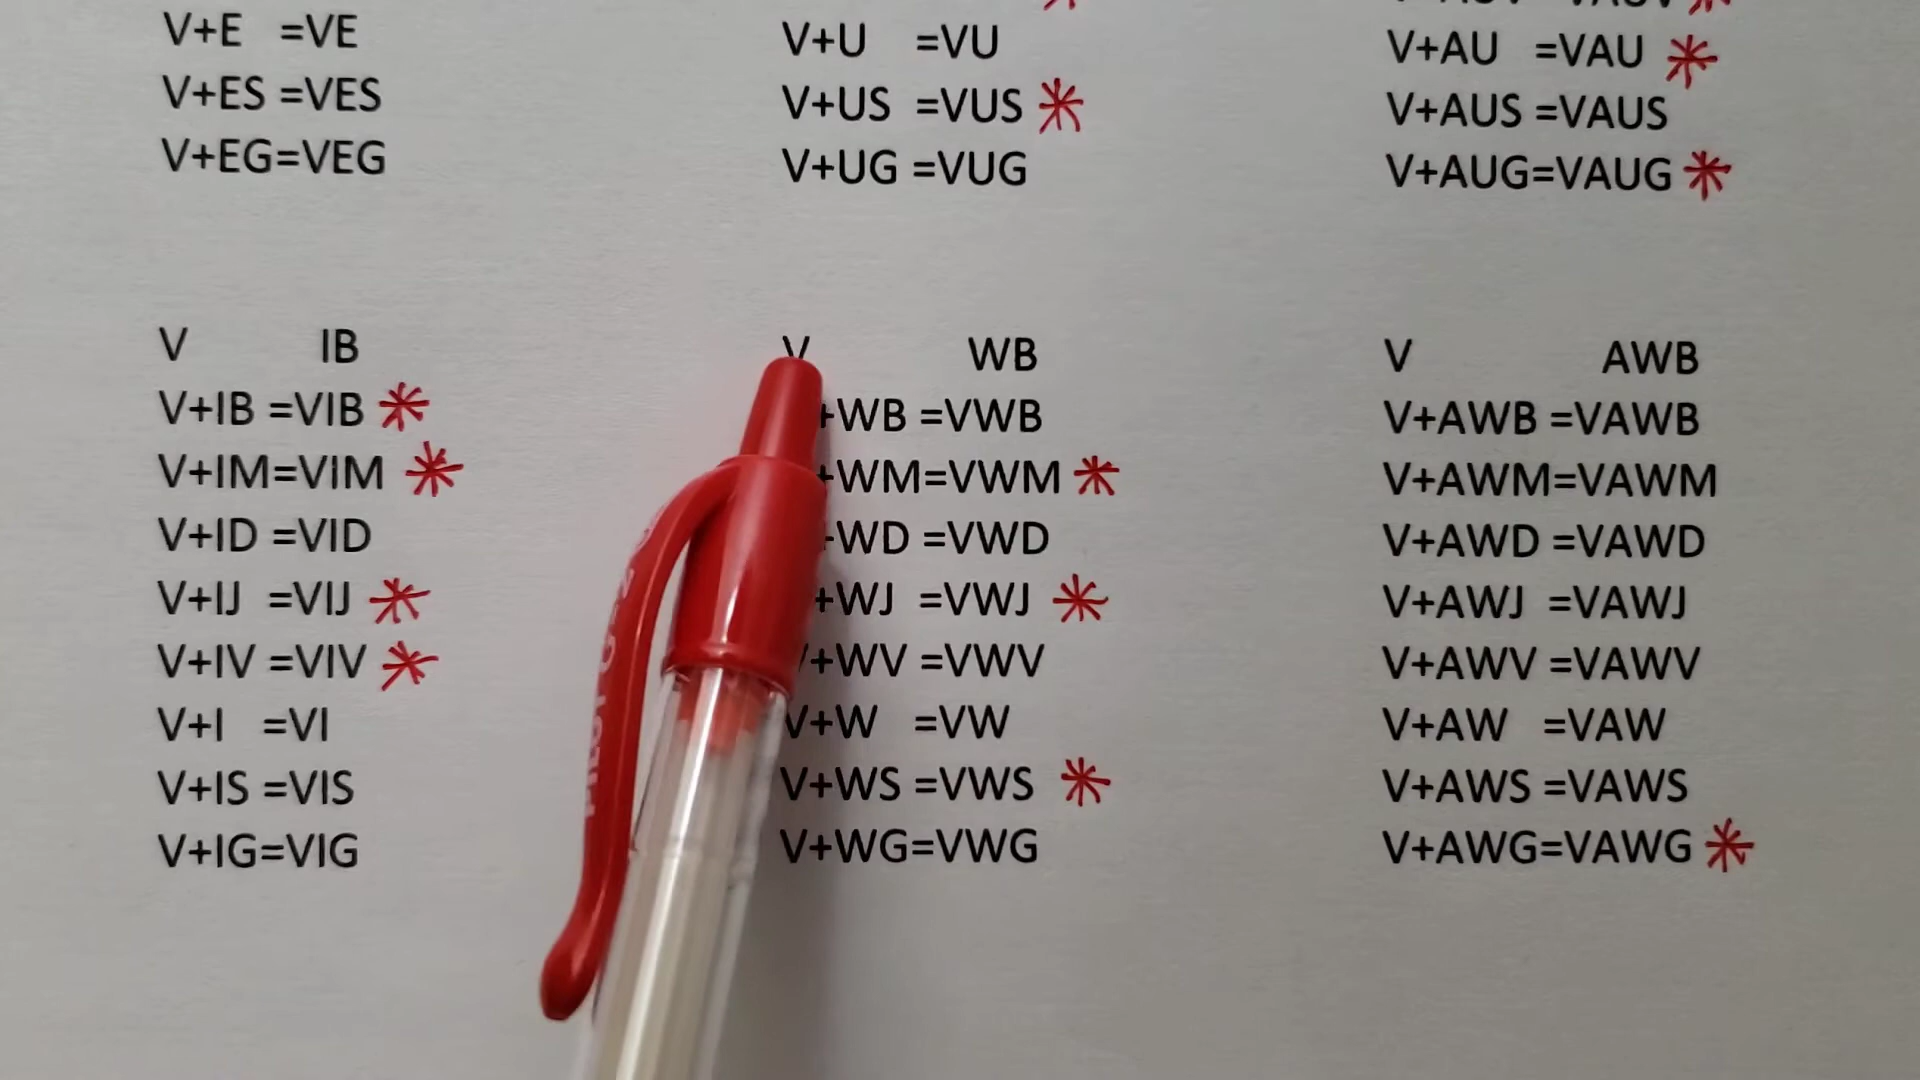 V+E =VE
V+ES =VES
V+EG=VEG
V+U =VU
V+US =VUS *
V+UG =VUG
V+AU =VAU *
V+AUS =VAUS
V+AUG=VAUG *
V IB
V+IB =VIB *
V+IM=VIM *
V+ID =VID
V+IJ =VIJ *
V+IV =VIV *
V+I =VI
V+IS =VIS
V+IG=VIG
V WB
+WB =VWB
+WM=VWM *
+WD =VWD
+WJ =VWJ *
V+WV =VWV
V+W =VW
V+WS =VWS *
V+WG=VWG
V AWB
V+AWB =VAWB
V+AWM=VAWM
V+AWD =VAWD
V+AWJ =VAWJ
V+AWV =VAWV
V+AW =VAW
V+AWS =VAWS
V+AWG=VAWG *